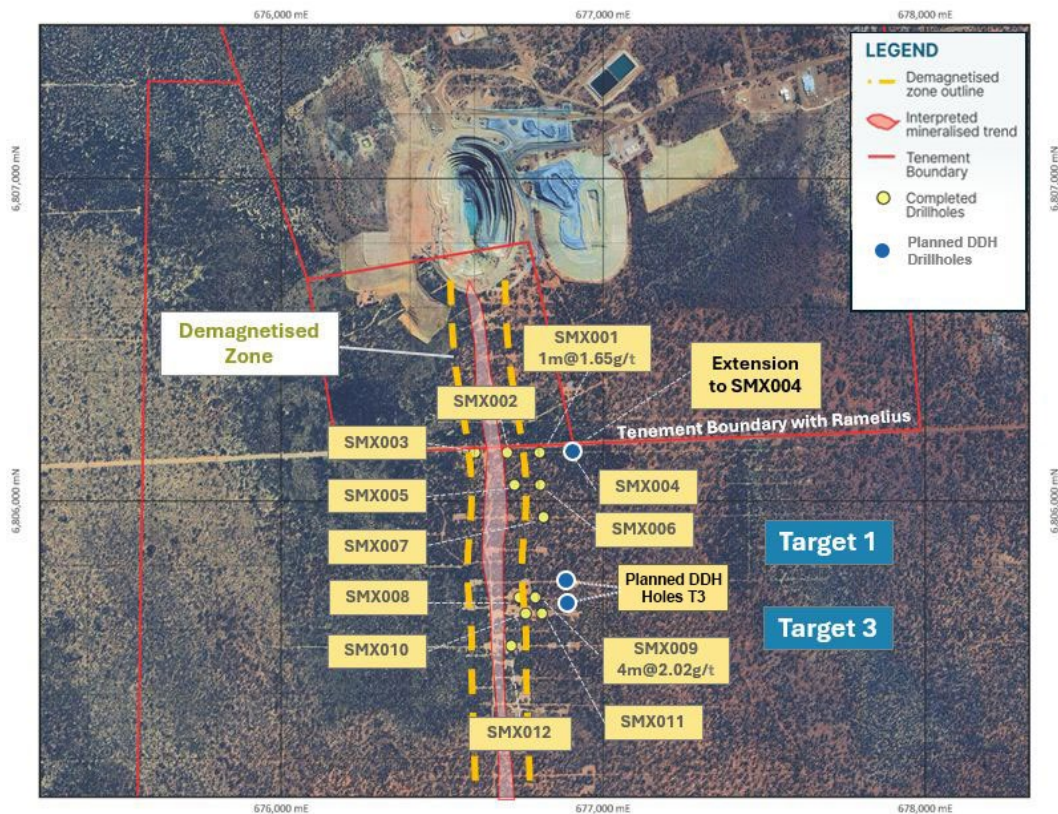 676,000 mE
677,000 mE
678,000 mE
LEGEND
Demagnetised
zone outline
Interpreted
mineralised trend
Tenement
Boundary
Completed
Drillholes
Planned DDH
Drillholes
6,807,000 mN
6,807,000 mN
Demagnetised
Zone
SMX001
1m@1.65g/t
Extension
to SMX004
SMX002
Tenement Boundary with Ramelius
SMX003
SMX004
SMX005
SMX006
6,806,000 mN
6,806,000 mN
SMX007
Target 1
SMX008
Planned DDH
Holes T3
Target 3
SMX010
SMX009
4m@2.02g/t
SMX011
SMX012
676,000 mE
677,000 mE
678,000 mE